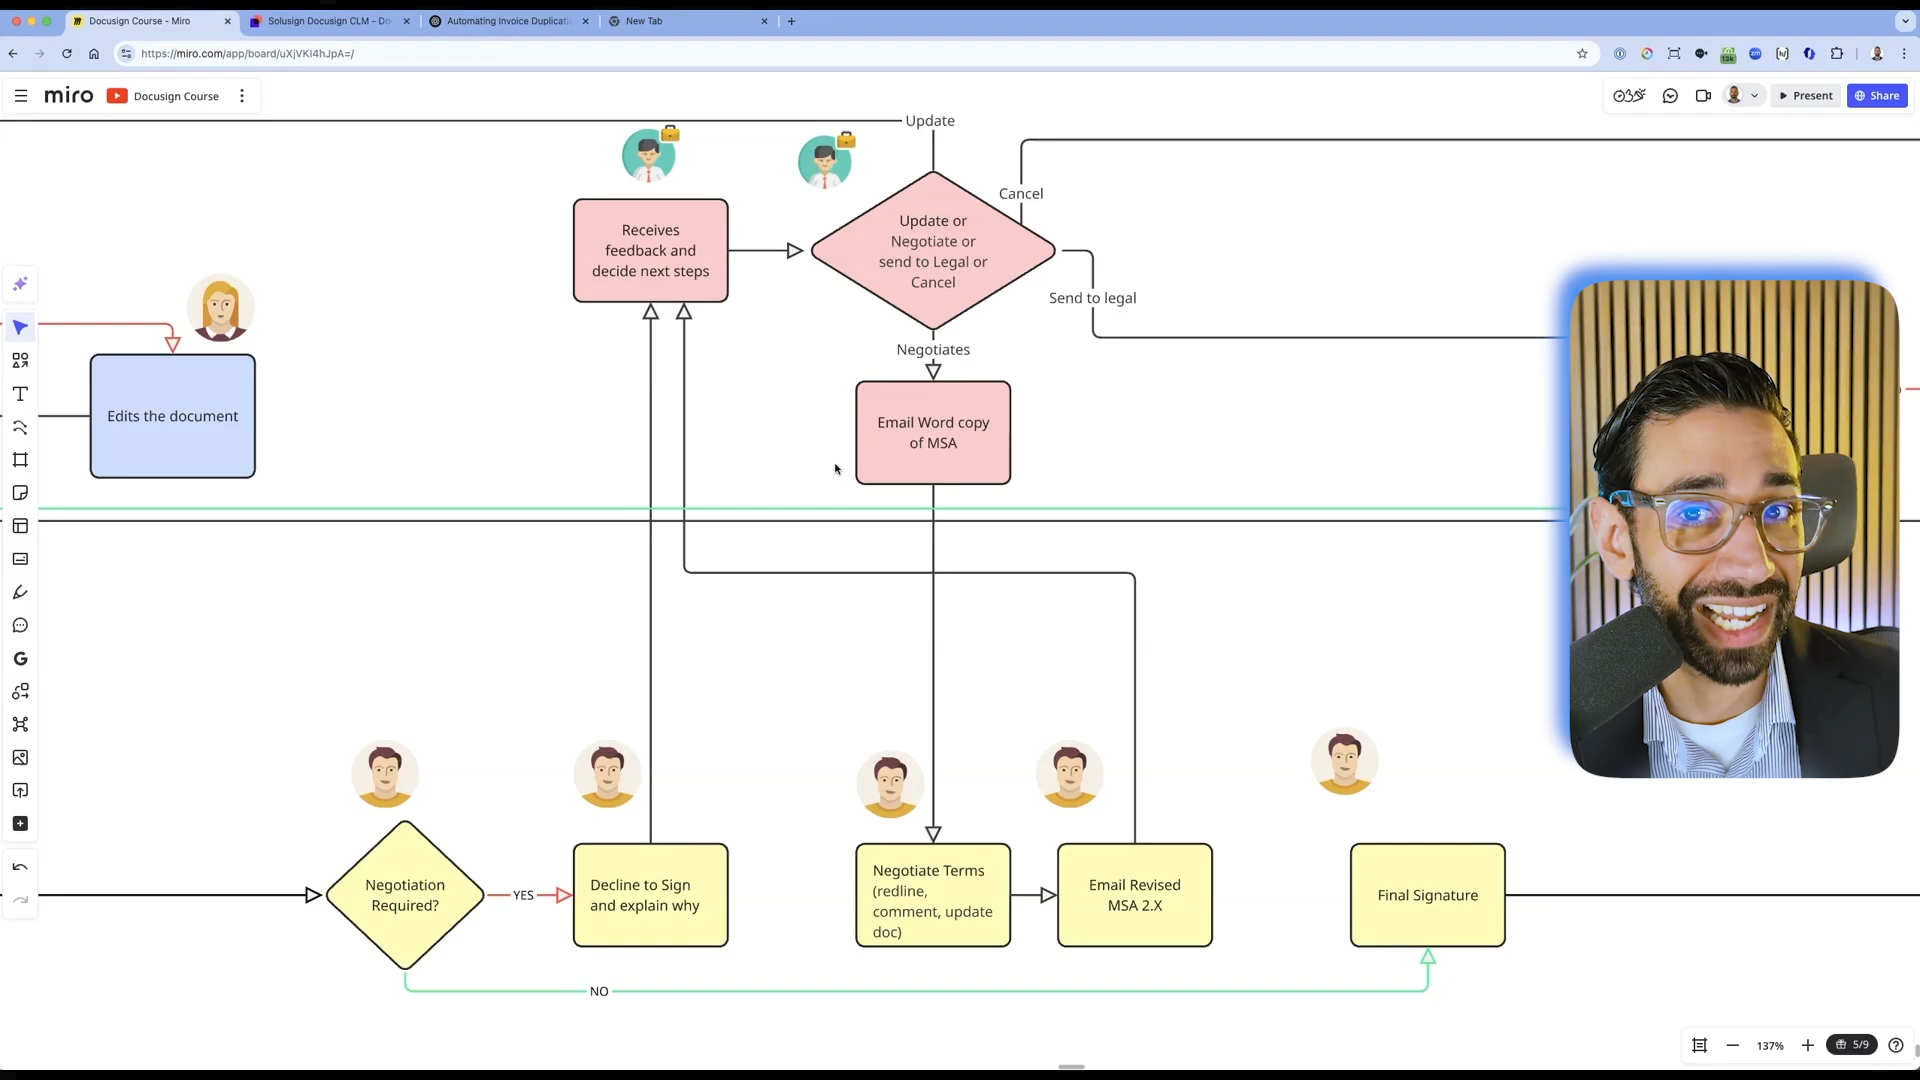 Docusign Course - Miro
Solusign Docusign CLM - Do
Automating Invoice Duplicati
New Tab
https://miro.com/app/board/uXjVKl4hJpA=/
miro
Docusign Course
Present
Share
Update
Cancel
Receives
feedback and
decide next steps
Update or
Negotiate or
send to Legal or
Cancel
Send to legal
Negotiates
Edits the document
Email Word copy
of MSA
Negotiation
Required?
YES
Decline to Sign
and explain why
Negotiate Terms
(redline,
comment, update
doc)
Email Revised
MSA 2.X
Final Signature
NO
137%
5/9